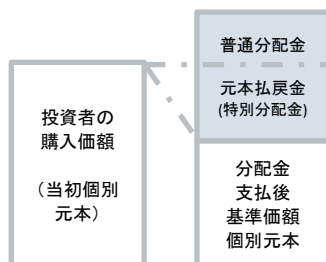 普通分配金
元本払戻金
(特別分配金)
投資者の
購入価額
（当初個別
元本）
分配金
支払後
基準価額
個別元本